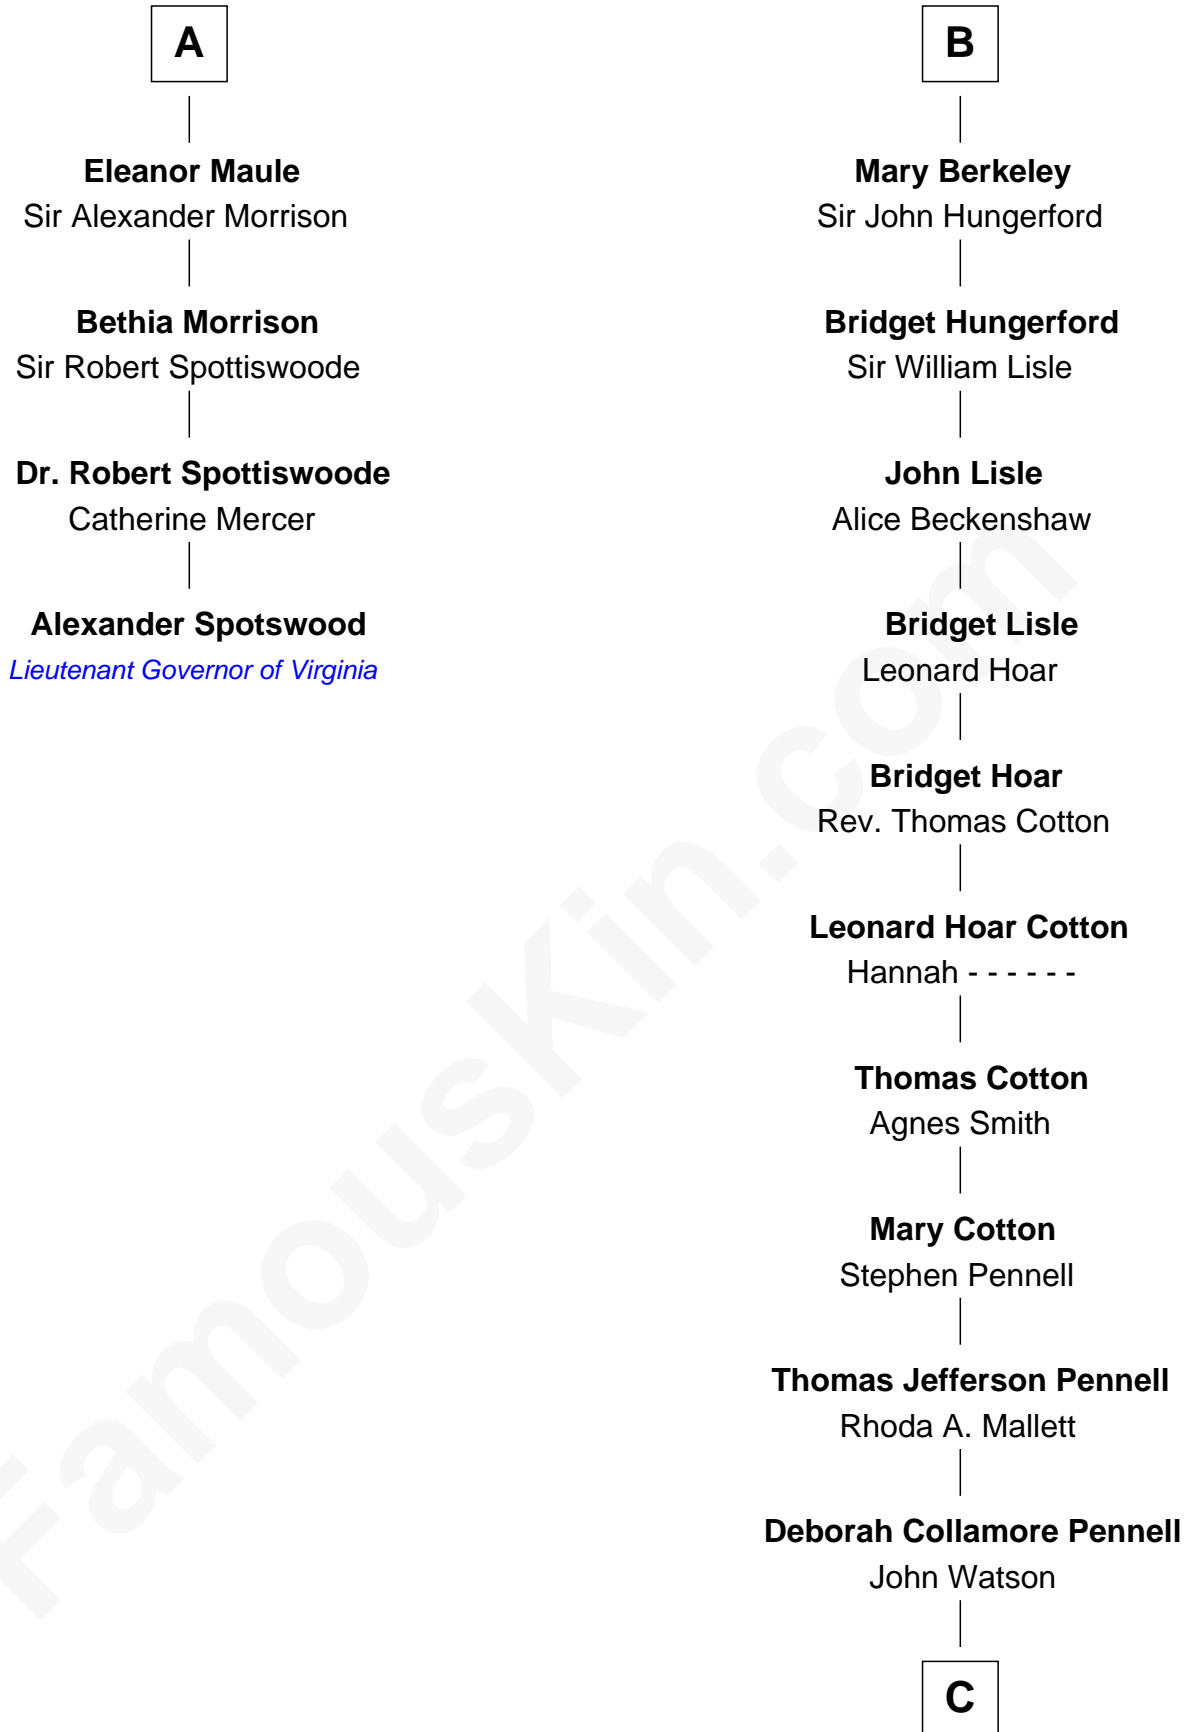 A
Eleanor Maule
Sir Alexander Morrison
Bethia Morrison
Sir Robert Spottiswoode
Dr. Robert Spottiswoode
Catherine Mercer
Alexander Spotswood
Lieutenant Governor of Virginia
B
Mary Berkeley
Sir John Hungerford
Bridget Hungerford
Sir William Lisle
John Lisle
Alice Beckenshaw
Bridget Lisle
Leonard Hoar
Bridget Hoar
Rev. Thomas Cotton
Leonard Hoar Cotton
Hannah - - - - - -
Thomas Cotton
Agnes Smith
Mary Cotton
Stephen Pennell
Thomas Jefferson Pennell
Rhoda A. Mallett
Deborah Collamore Pennell
John Watson
C
FamousKin.com